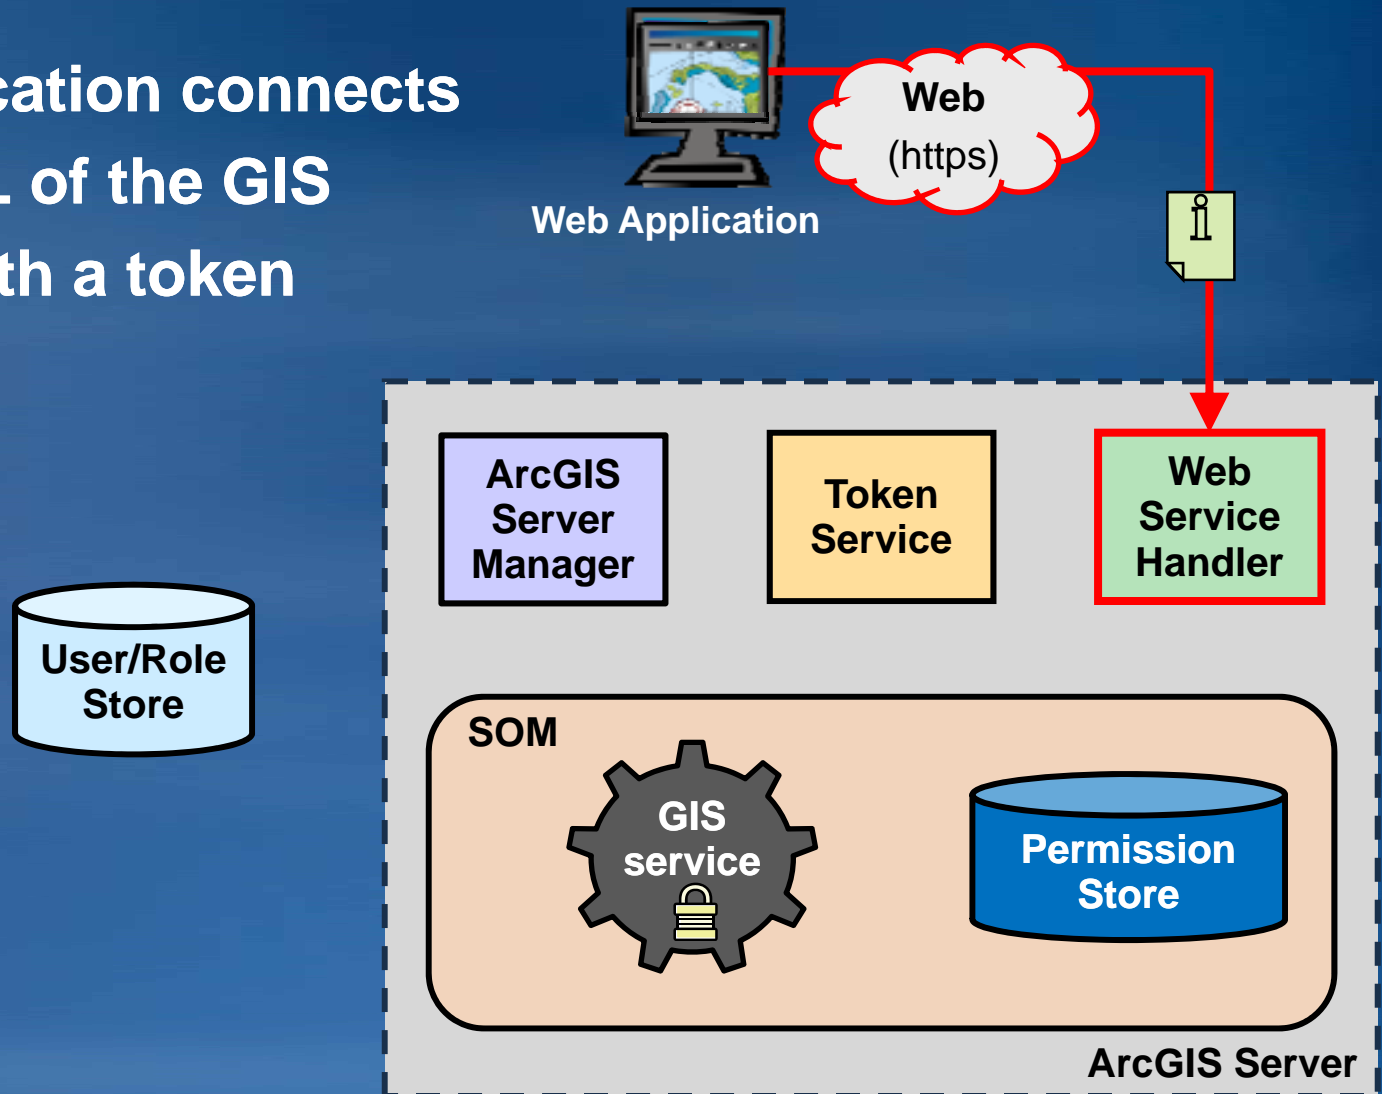 cation connects
of the GIS
th a token
Web
(https)
Web Application
ArcGIS
Server
Manager
Token
Service
Web
Service
Handler
User/Role
Store
SOM
GIS
service
Permission
Store
ArcGIS Server